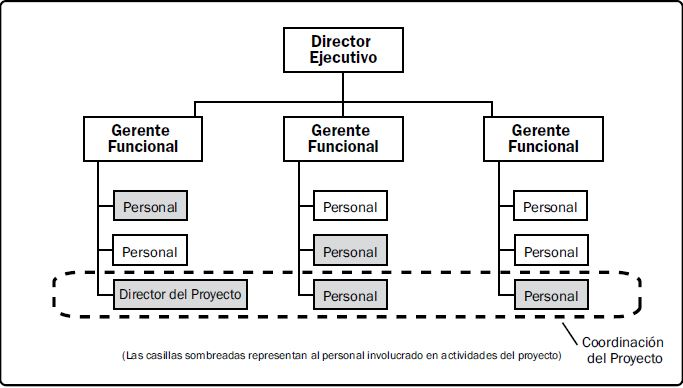 Director
Ejecutivo
Gerente
Funcional
Gerente
Funcional
Gerente
Funcional
Personal
Personal
Personal
Personal
Personal
Personal
Director del Proyecto
Personal
Personal
Coordinación
del Proyecto
(Las casillas sombreadas representan al personal involucrado en actividades del proyecto)